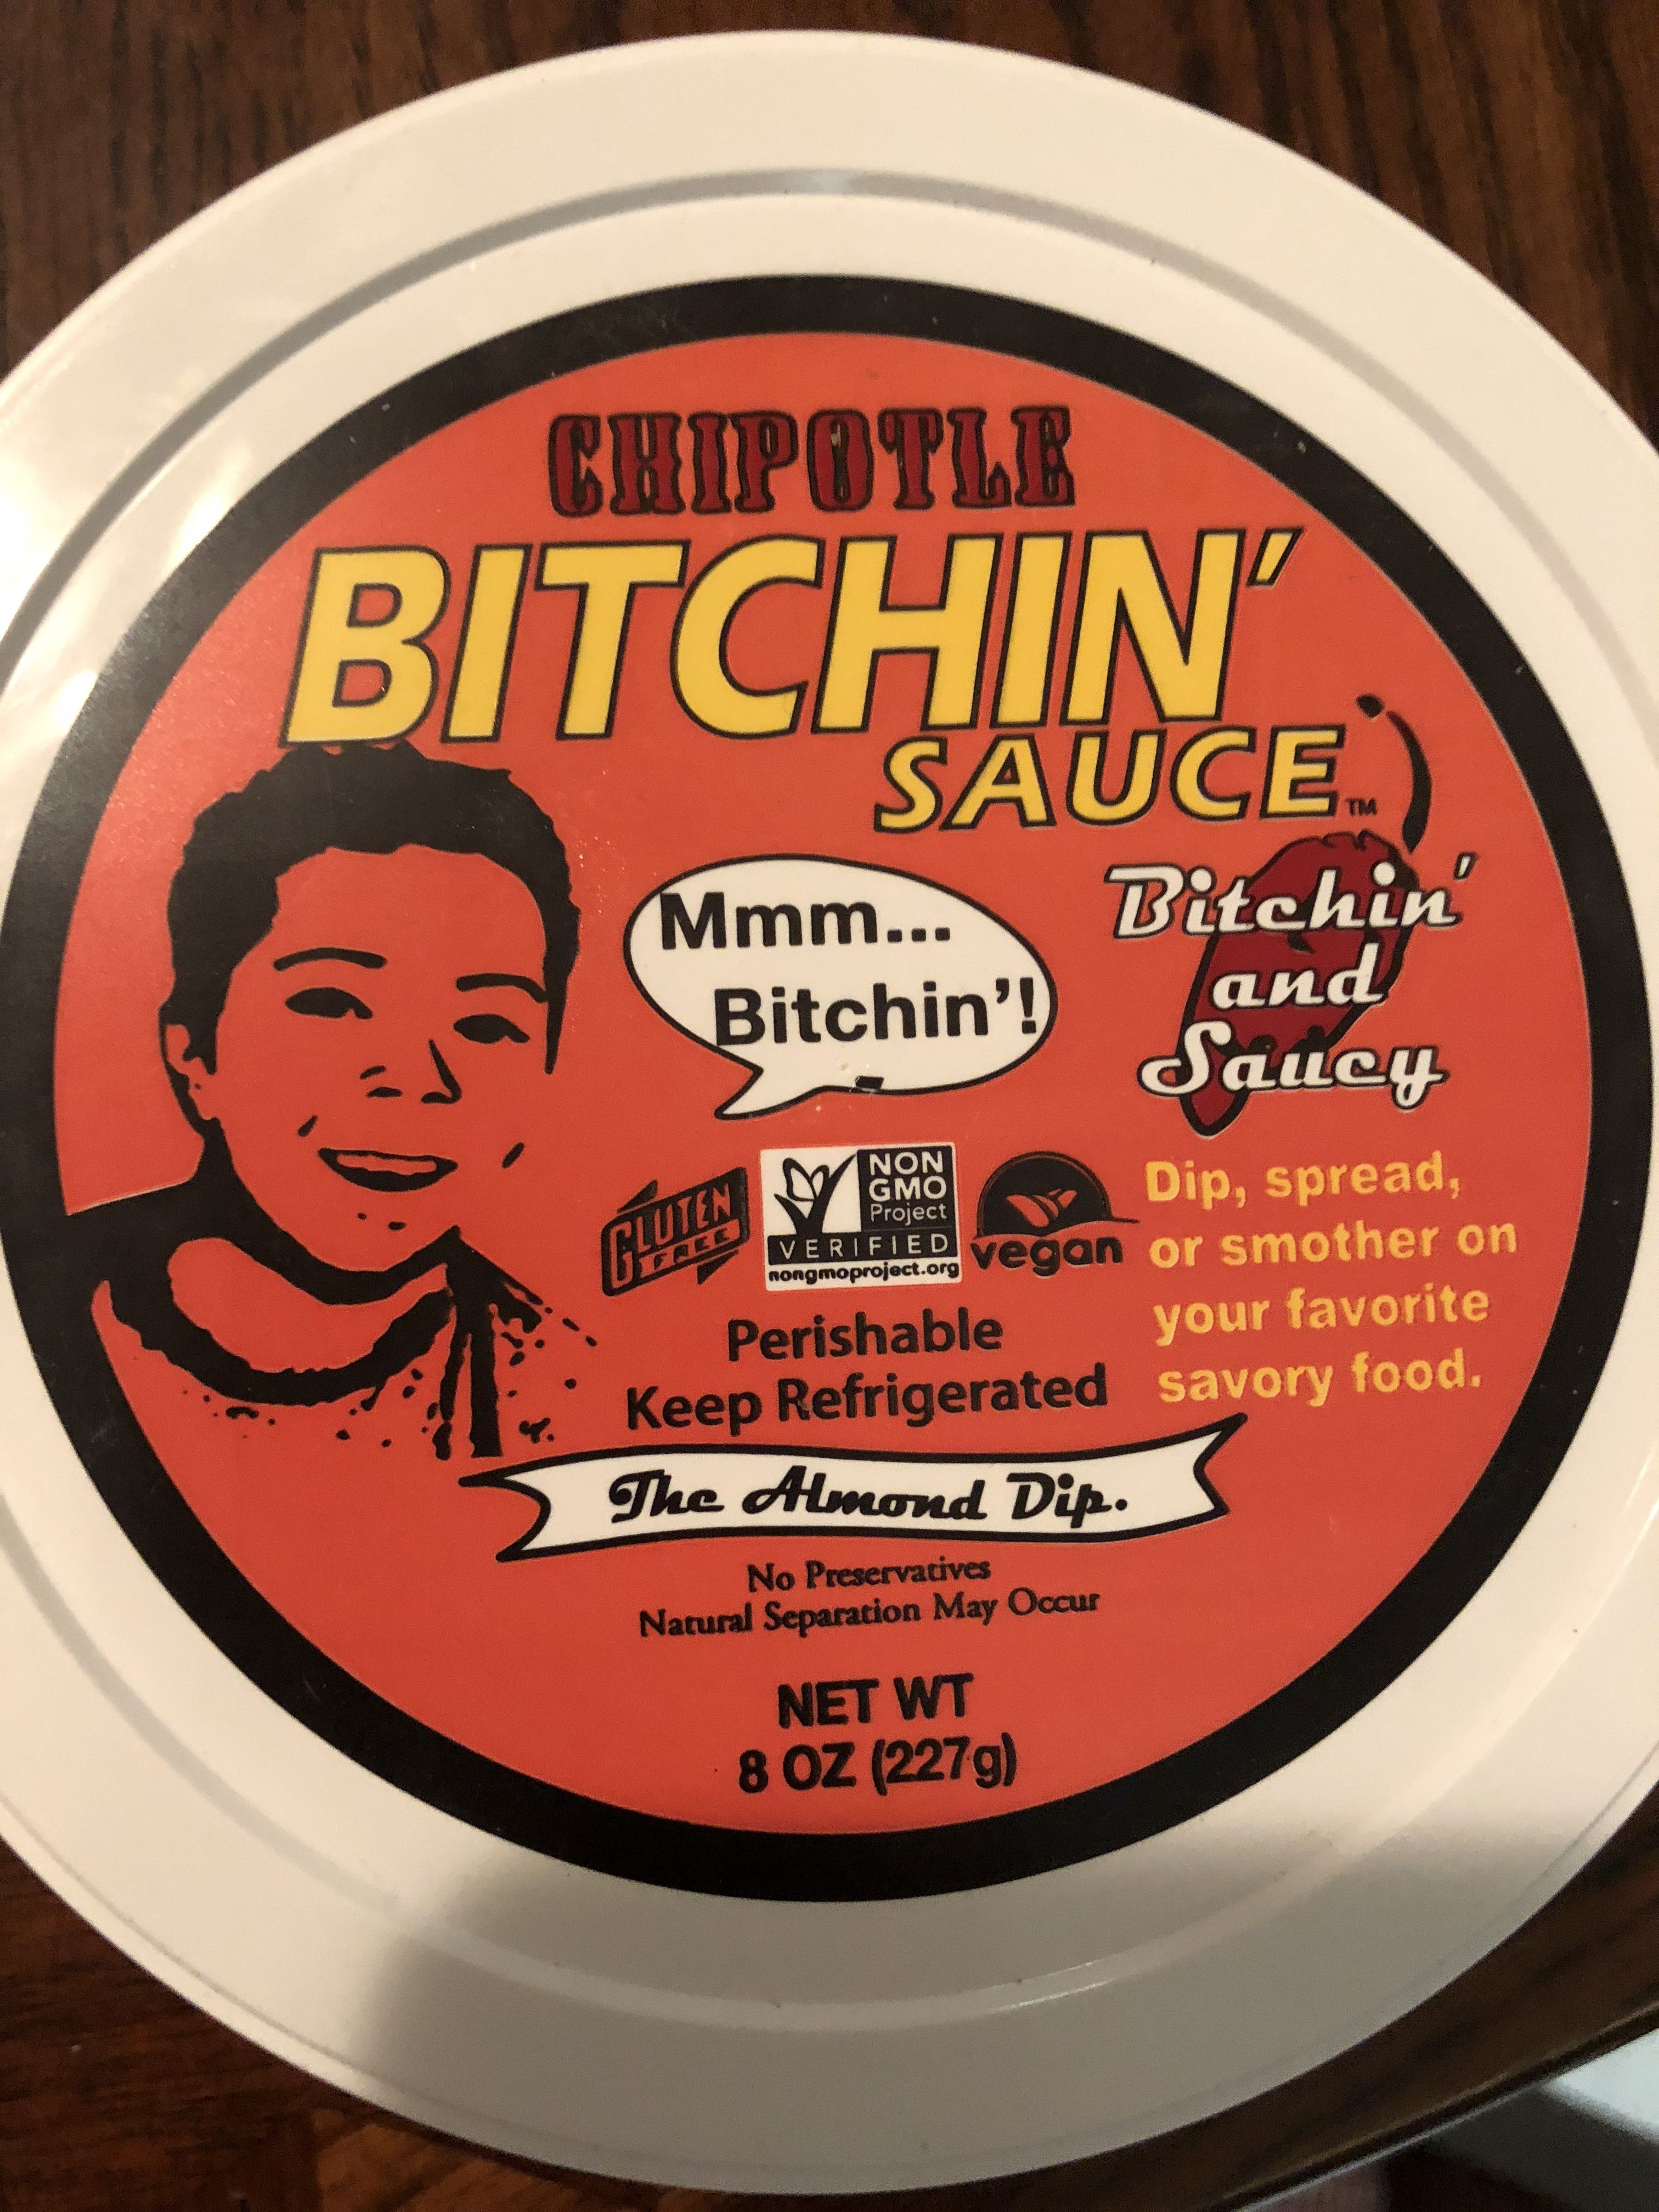 CHIPOTLE
BITCHIN'
SAUCE™
Mmm...
Bitchin'!
Bitchin'
and
Saucy
GLUTEN
FREE
NON
GMO
Project
VERIFIED
nongmoproject.org
vegan
Dip, spread,
or smother on
your favorite
savory food.
Perishable
Keep Refrigerated
The Almond Dip.
No Preservatives
Natural Separation May Occur
NET WT
8 OZ (227g)